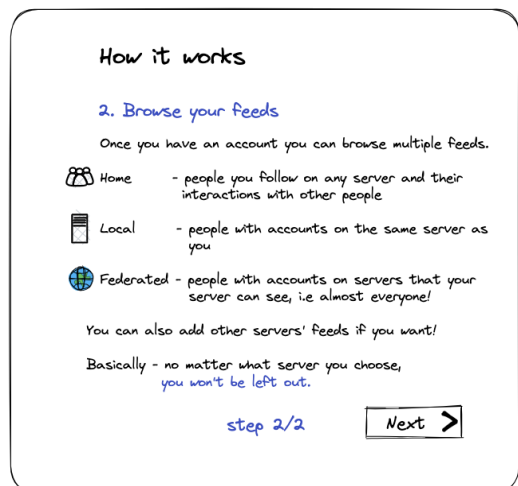 How it works
2. Browse your feeds
Once you have an account you can browse multiple feeds.
Home - people you follow on any server and their
interactions with other people
Local - people with accounts on the same server as
you
Federated - people with accounts on servers that your
server can see, i.e almost everyone!
You can also add other servers' feeds if you want!
Basically - no matter what server you choose,
you won't be left out.
step 2/2
Next >